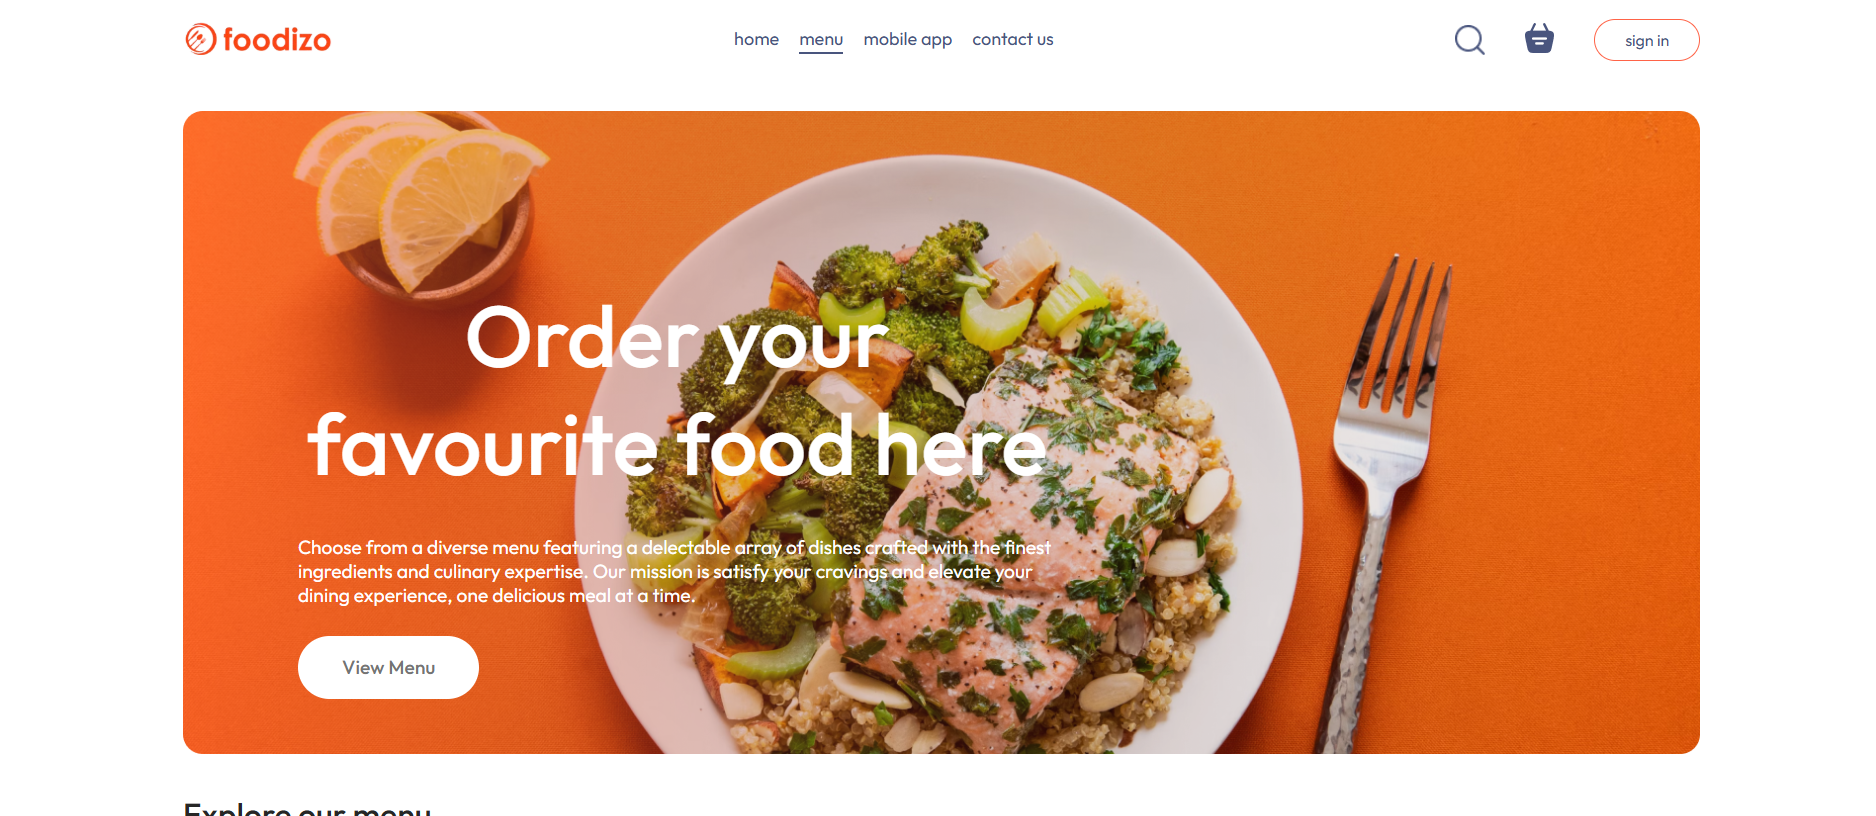 foodizo
home menu mobile app contact us
sign in
Order your
favourite food here
Choose from a diverse menu featuring a delectable array of dishes crafted with the finest
ingredients and culinary expertise. Our mission is satisfy your cravings and elevate your
dining experience, one delicious meal at a time.
View Menu
Explore our menu